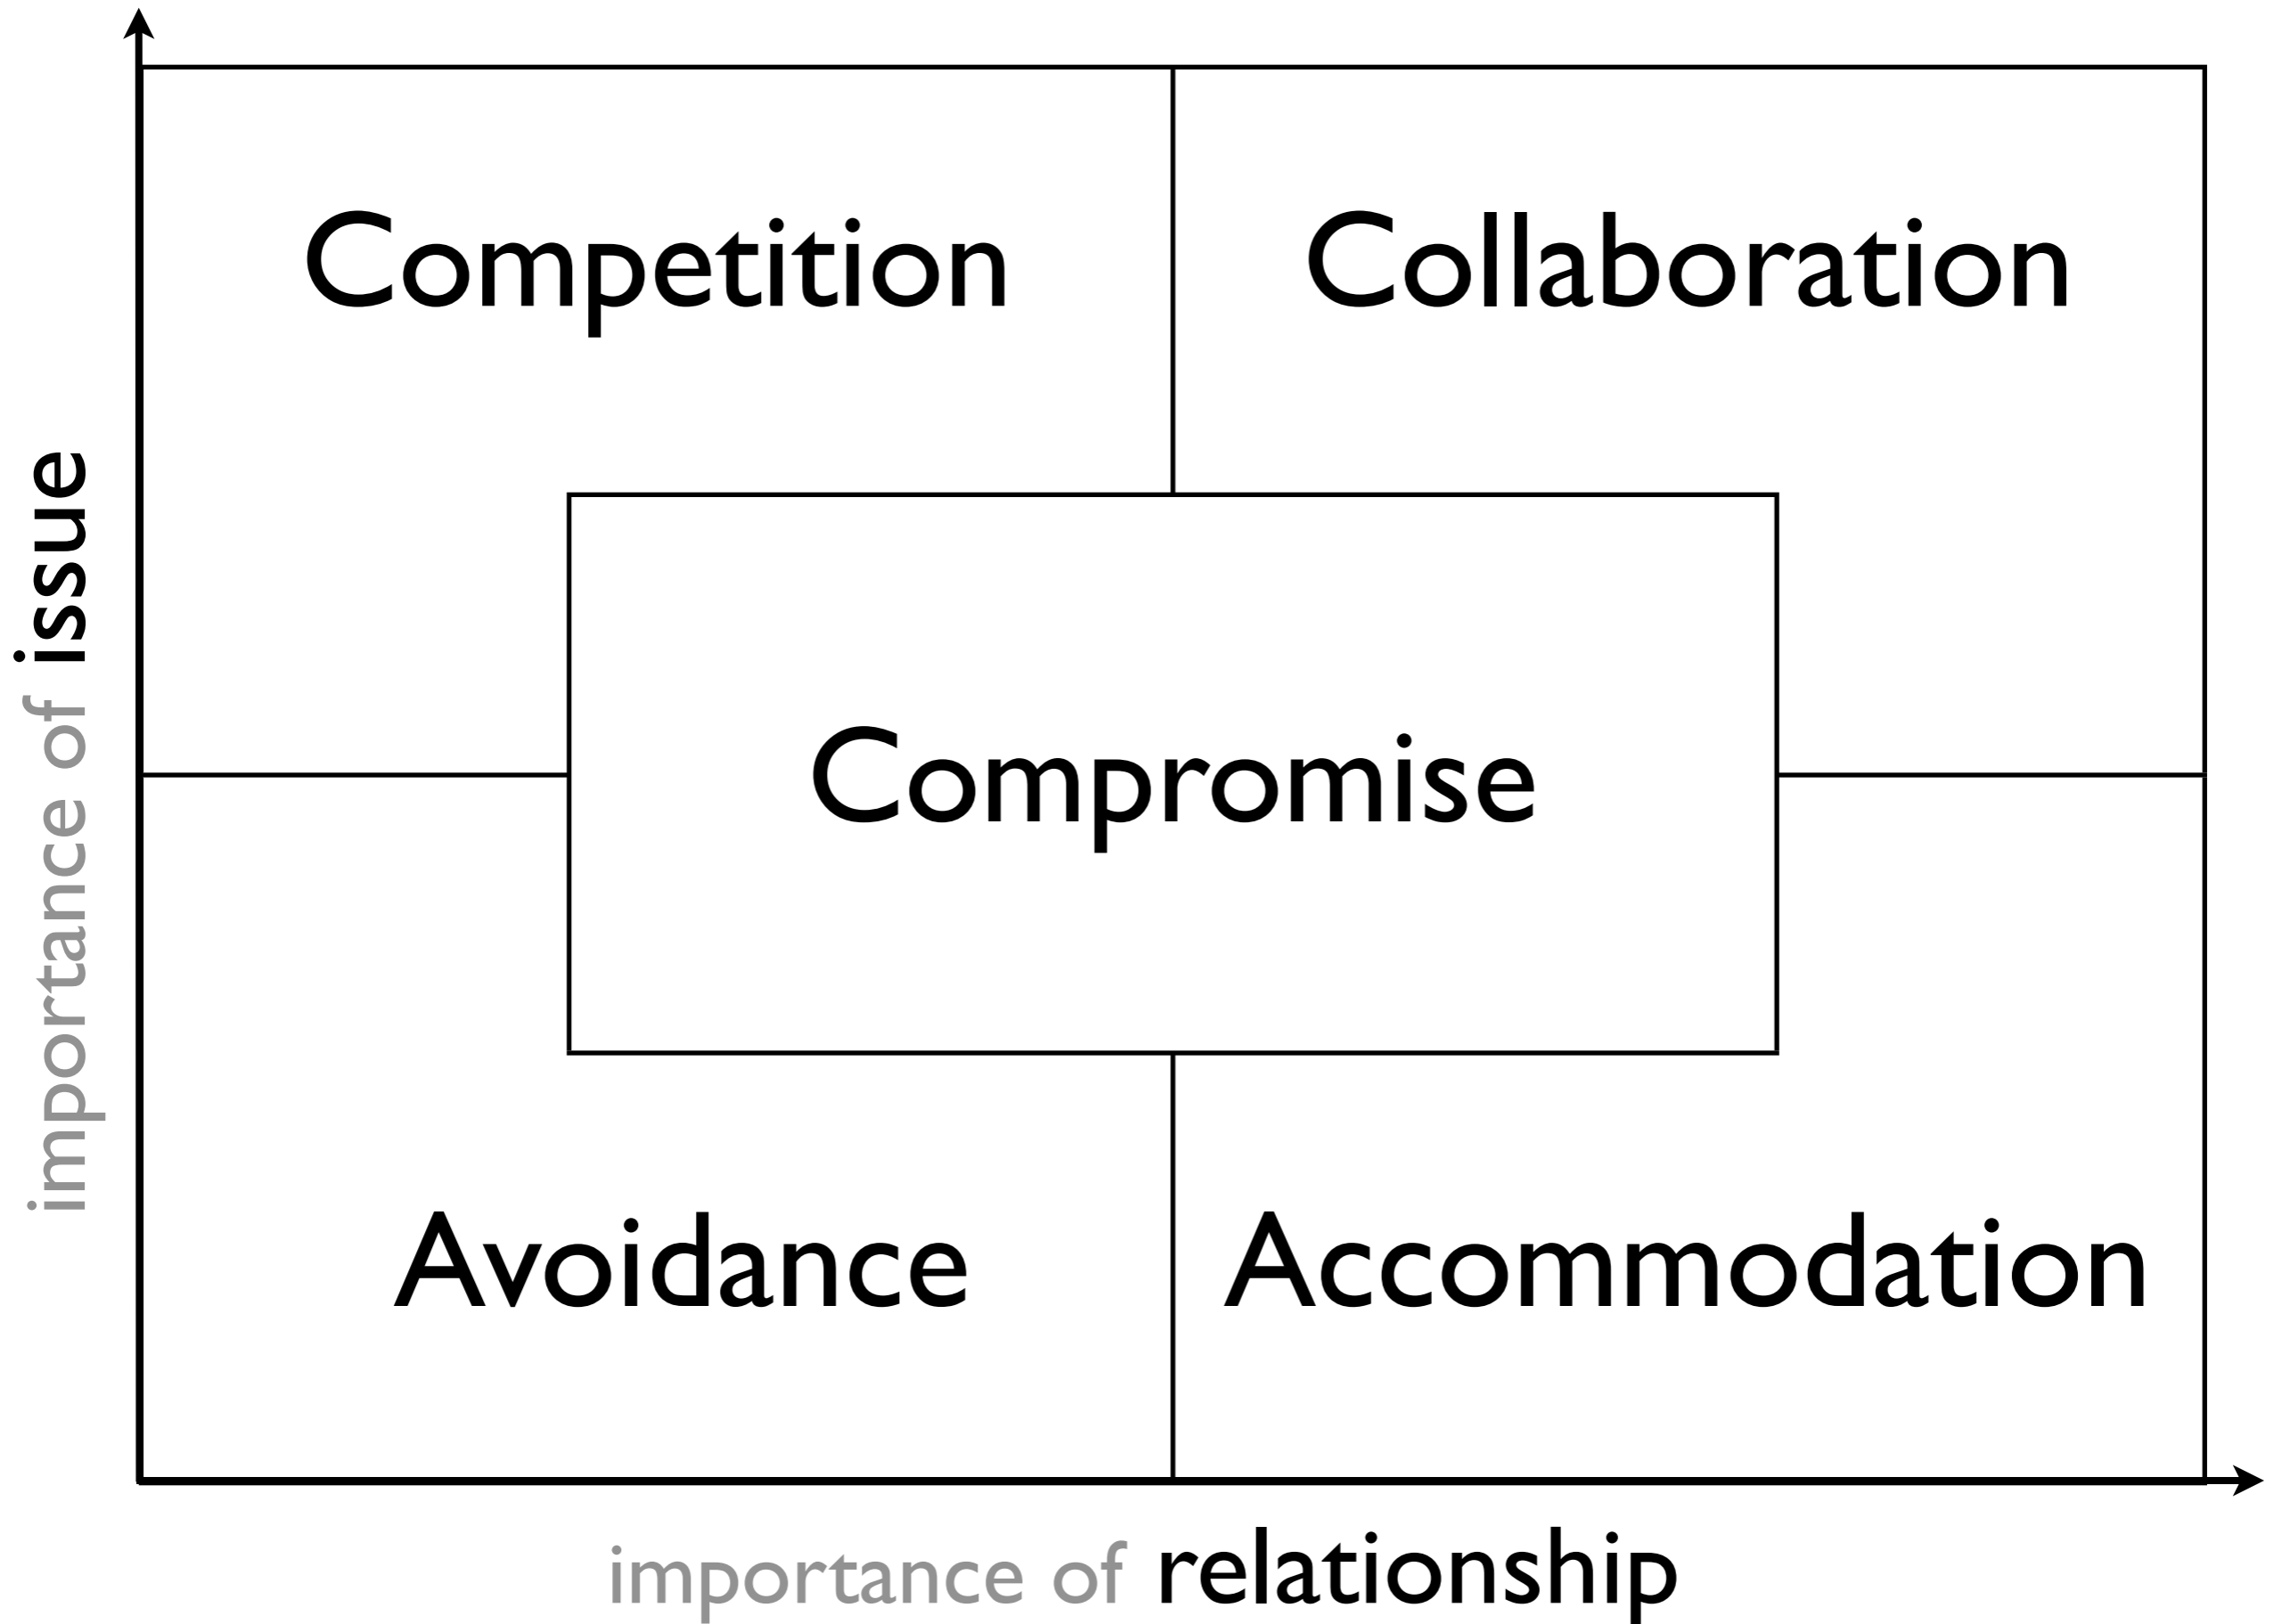 Competition
Collaboration
importance of issue
Compromise
Avoidance
Accommodation
importance of relationship